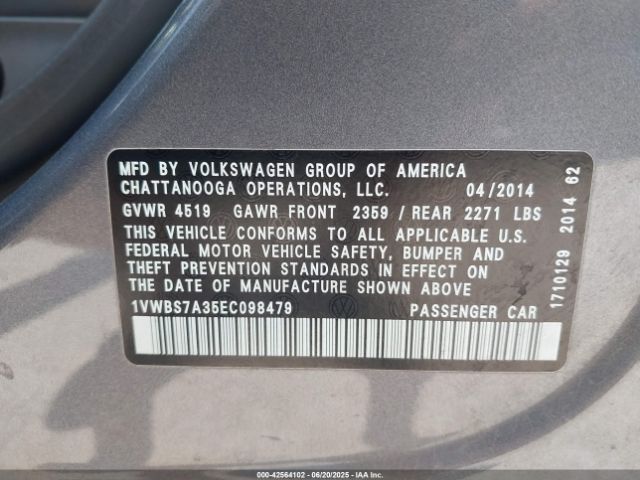 MFD BY VOLKSWAGEN GROUP OF AMERICA
CHATTANOOGA OPERATIONS, LLC. 04/2014
GVWR 4519 GAWR FRONT 2359 / REAR 2271 LBS
THIS VEHICLE CONFORMS TO ALL APPLICABLE U.S.
FEDERAL MOTOR VEHICLE SAFETY, BUMPER AND
THEFT PREVENTION STANDARDS IN EFFECT ON
THE DATE OF MANUFACTURE SHOWN ABOVE
1VWBS7A35EC098479 PASSENGER CAR
1710129 2014 62
000-42564102 - 06/20/2025 - IAAI.COM